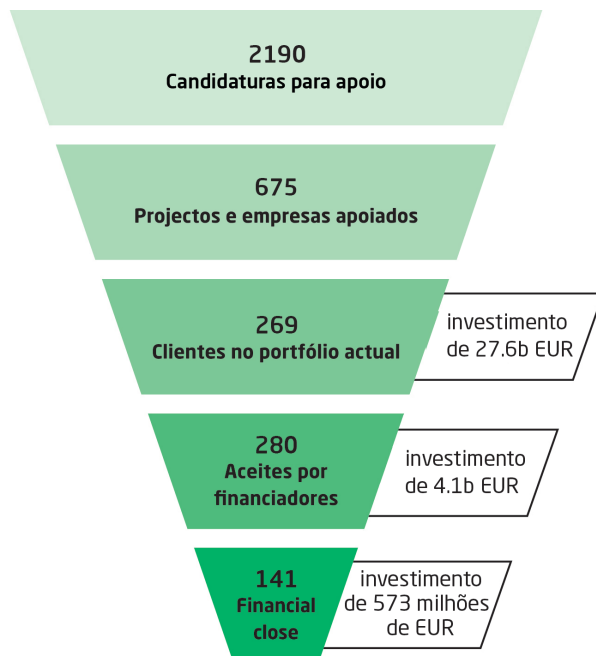 2190
Candidaturas para apoio
675
Projectos e empresas apoiados
269
Clientes no portfólio actual
investimento
de 27.6b EUR
280
Aceites por
financiadores
investimento
de 4.1b EUR
141
Financial
close
investimento
de 573 milhões
de EUR